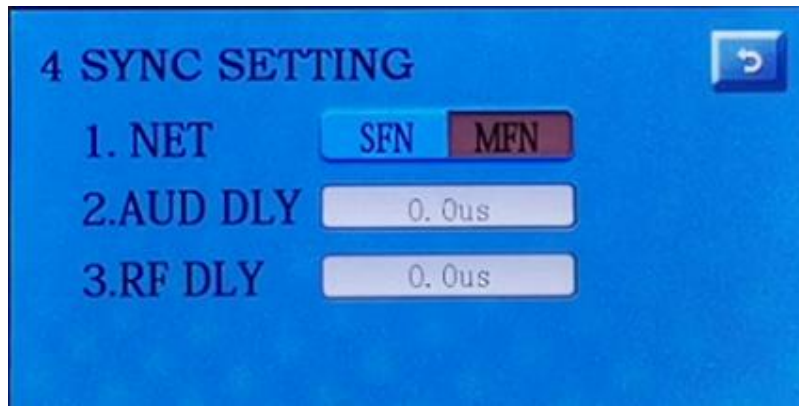 4 SYNC SETTING
1. NET SFN MFN
2.AUD DLY 0.0us
3.RF DLY 0.0us